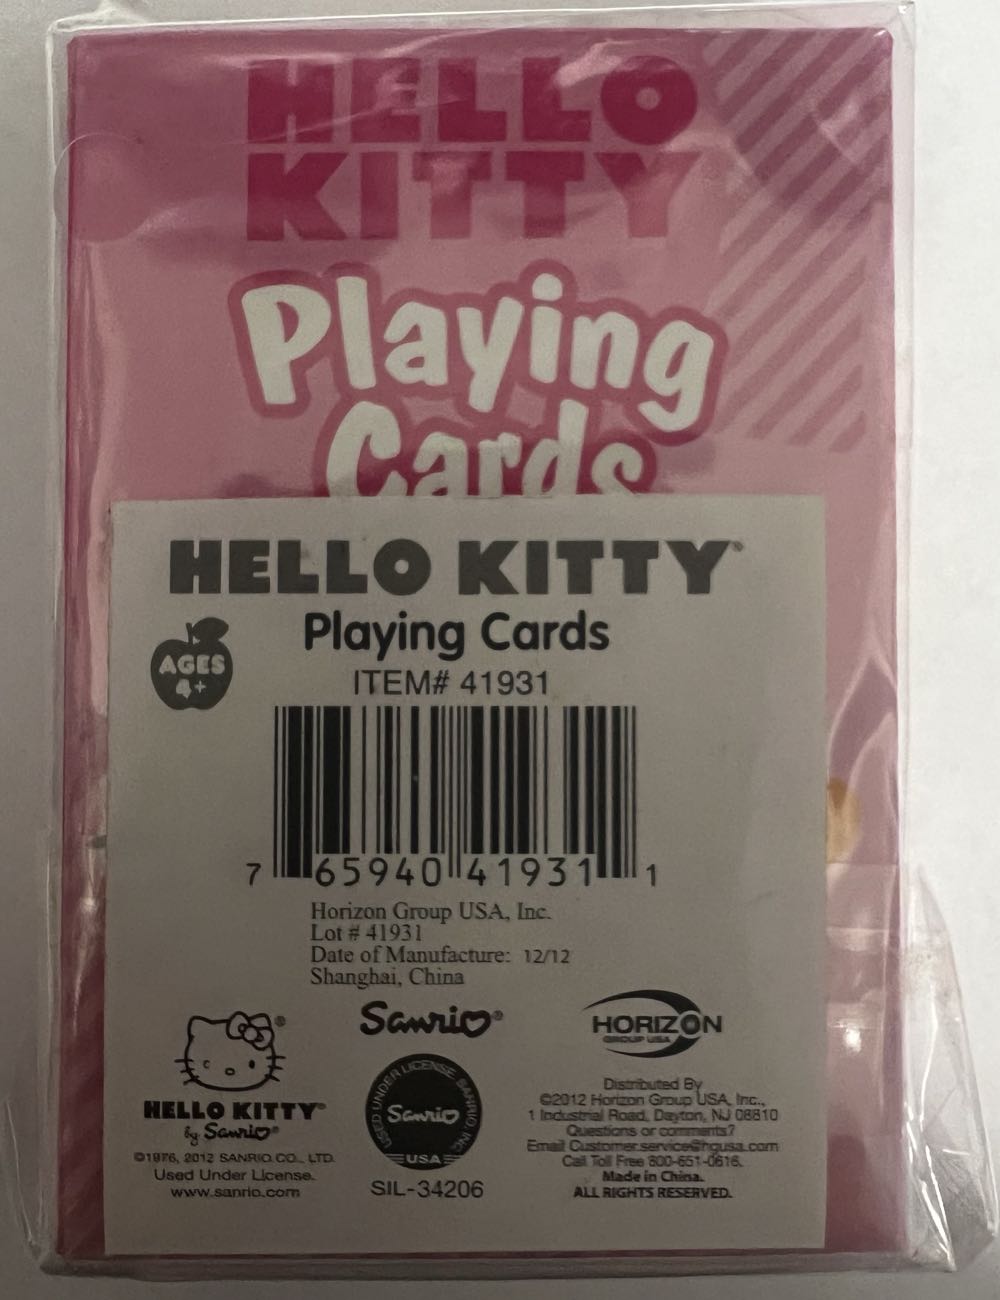 HELLO
KITTY
Playing
Cards
HELLO KITTY®
Playing Cards
AGES
4+
ITEM# 41931
7 65940 41931 1
Horizon Group USA, Inc.
Lot # 41931
Date of Manufacture: 12/12
Shanghai, China
HELLO KITTY®
by Sanrio®
©1976, 2012 SANRIO CO., LTD.
Used Under License.
www.sanrio.com
Sanrio®
USED UNDER LICENSE SANRIO, INC.
Sanrio
USA
SIL-34206
HORIZON
GROUP USA
Distributed By
©2012 Horizon Group USA, Inc.,
1 Industrial Road, Dayton, NJ 08810
Questions or comments?
Email Customer.service@hgusa.com
Call Toll Free 800-651-0616.
Made in China.
ALL RIGHTS RESERVED.